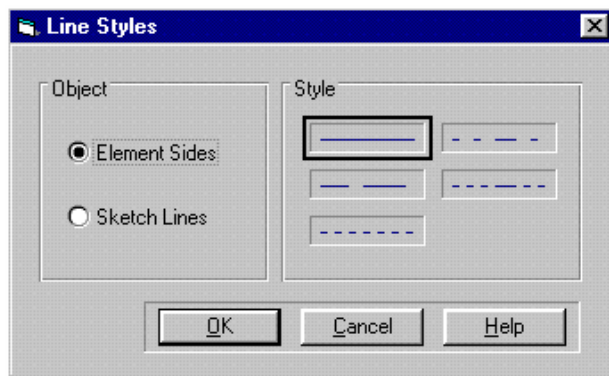 Line Styles
Object
Style
Element Sides
Sketch Lines
OK
Cancel
Help